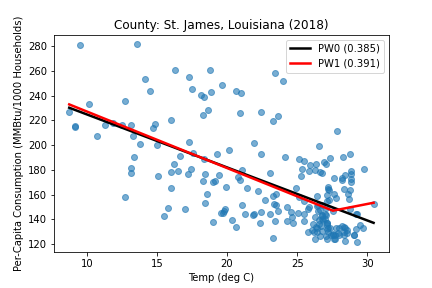 County: St. James, Louisiana (2018)
Per-Capita Consumption (MMBtu/1000 Households)
280
260
240
220
200
180
160
140
120
PW0 (0.385)
PW1 (0.391)
10 15 20 25 30
Temp (deg C)